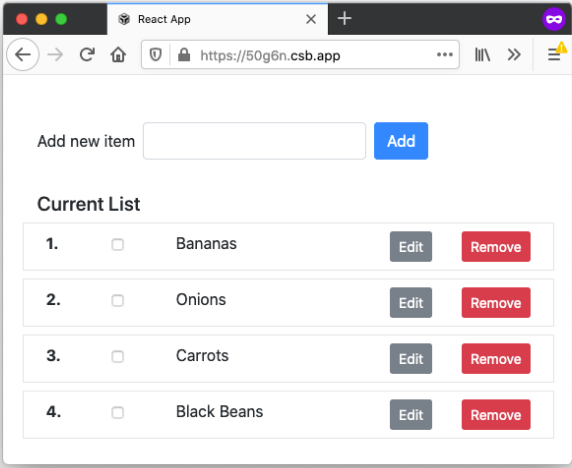 React App
https://50g6n.csb.app
Add new item Add
Current List
1. Bananas Edit Remove
2. Onions Edit Remove
3. Carrots Edit Remove
4. Black Beans Edit Remove